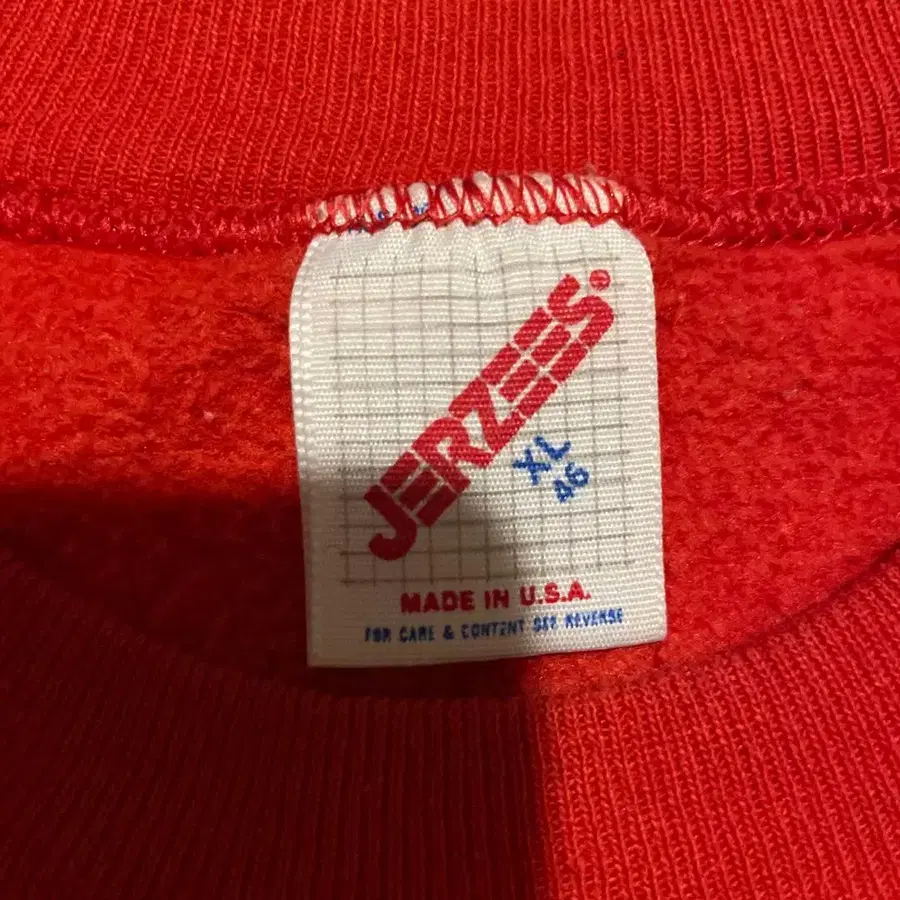 JERZEES®
XL
46
MADE IN U.S.A.
FOR CARE & CONTENT SEE REVERSE